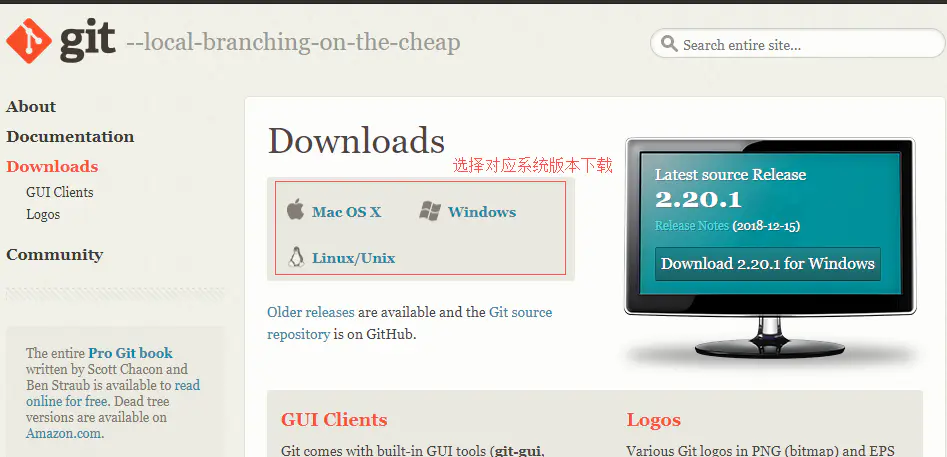 git --local-branching-on-the-cheap
Search entire site...
About
Documentation
Downloads
GUI Clients
Logos
Community
The entire Pro Git book
written by Scott Chacon and
Ben Straub is available to read
online for free. Dead tree
versions are available on
Amazon.com.
Downloads
选择对应系统版本下载
Mac OS X
Windows
Linux/Unix
Older releases are available and the Git source
repository is on GitHub.
Latest source Release
2.20.1
Release Notes (2018-12-15)
Download 2.20.1 for Windows
GUI Clients
Git comes with built-in GUI tools (git-gui,
Logos
Various Git logos in PNG (bitmap) and EPS